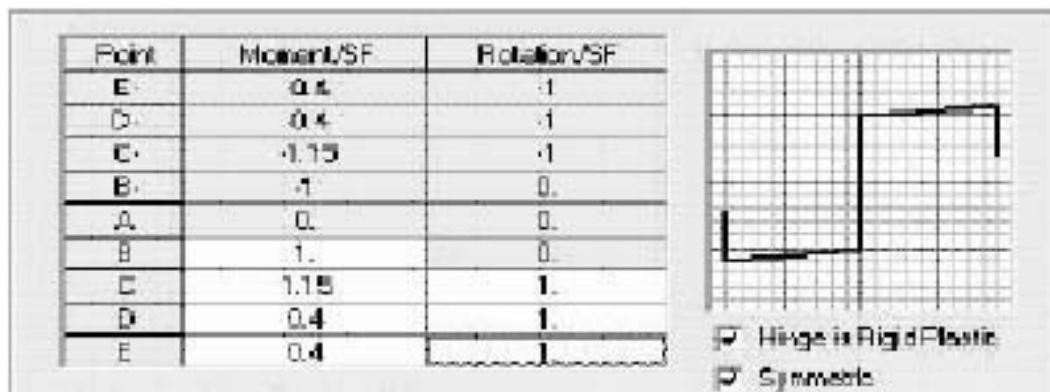 Point Moment/SF Rotation/SF
E- -0.4 -1
D- -0.4 -1
C- -1.15 -1
B- -1 0.
A 0. 0.
B 1. 0.
C 1.15 1.
D 0.4 1.
E 0.4 1.
Hinge is Rigid Plastic
Symmetric